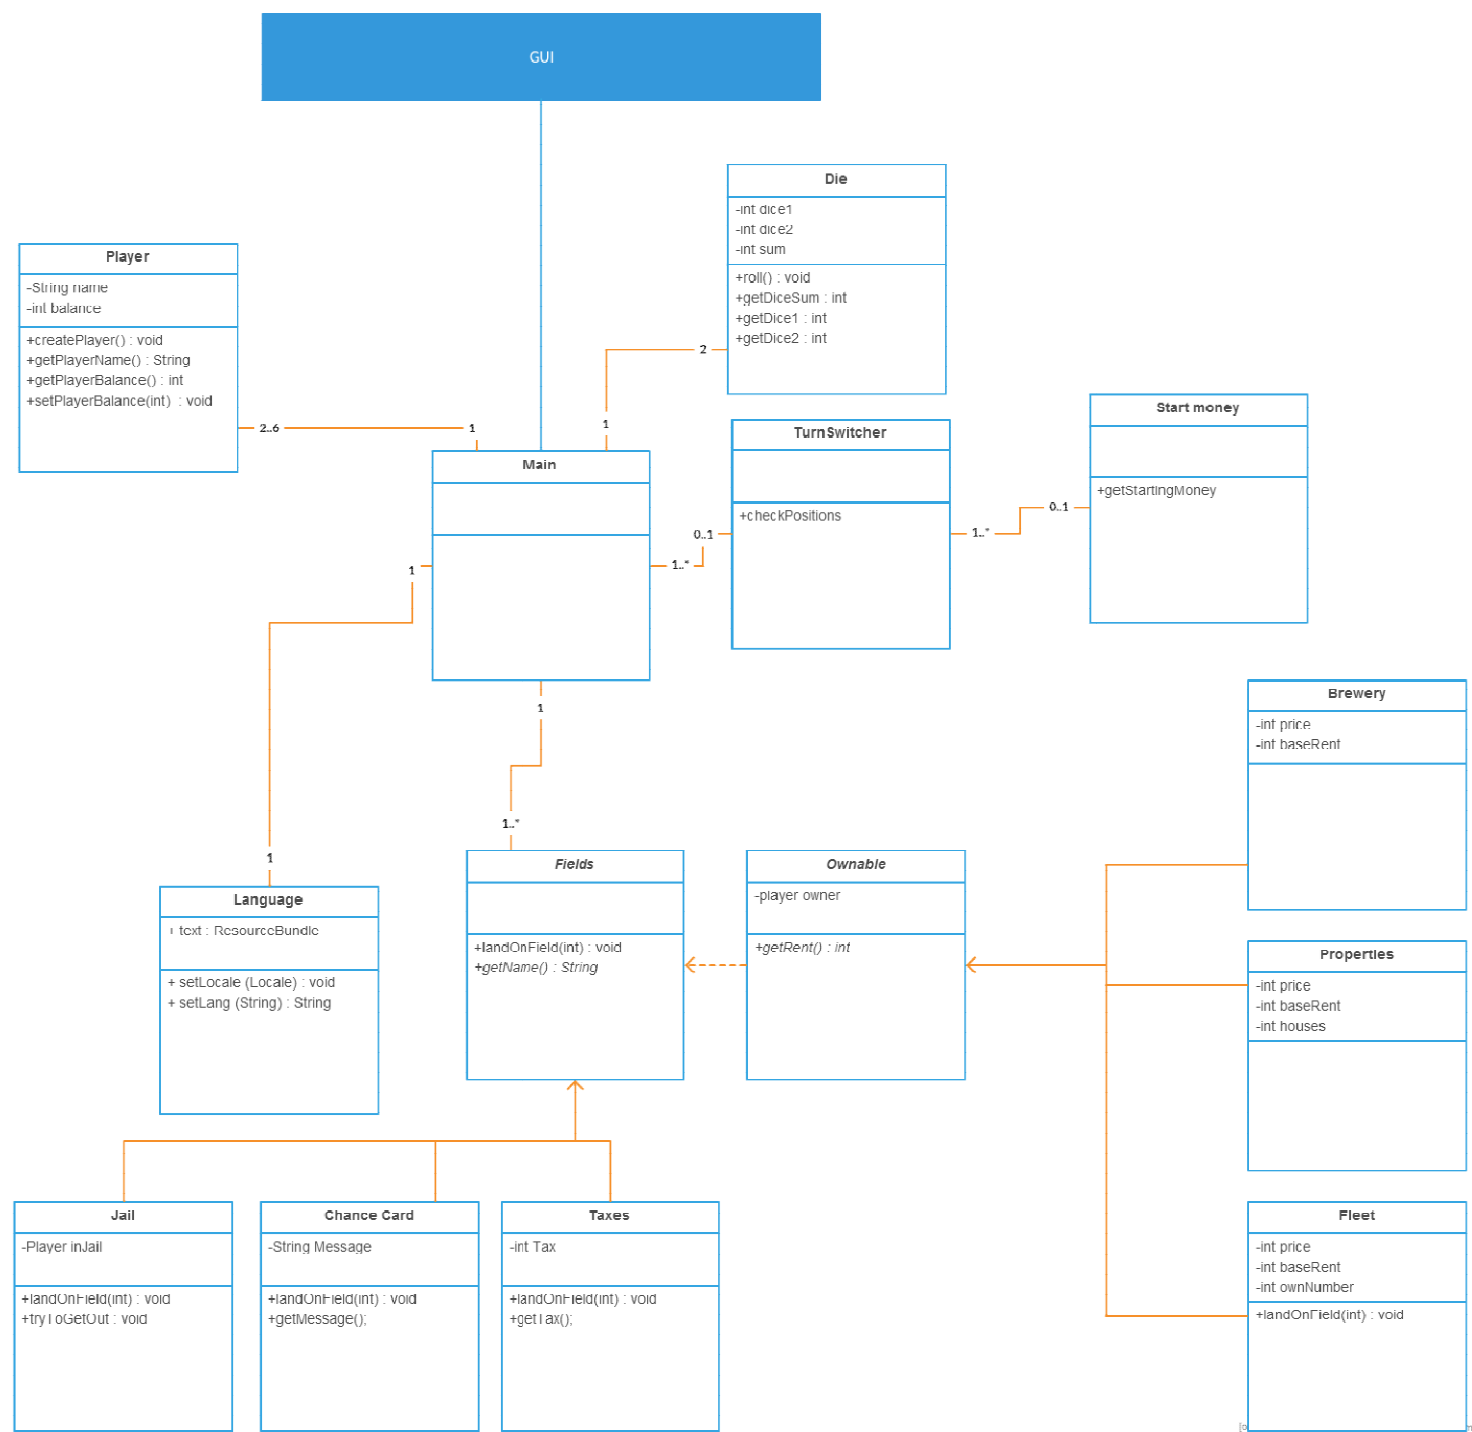 GUI
Die
-int dice1
-int dice2
-int sum
+roll() : void
+getDiceSum : int
+getDice1 : int
+getDice2 : int
Player
-String name
-int balance
+createPlayer() : void
+getPlayerName() : String
+getPlayerBalance() : int
+setPlayerBalance(int) : void
2..6
1
2
1
Main
TurnSwitcher
+checkPositions
Start money
+getStartingMoney
0..1
1..*
0..1
1..*
1
1
1
1..*
Language
+ text : ResourceBundle
+ setLocale (Locale) : void
+ setLang (String) : String
Fields
+landOnField(int) : void
+getName() : String
Ownable
-player owner
+getRent() : int
Brewery
-int price
-int baseRent
Properties
-int price
-int baseRent
-int houses
Fleet
-int price
-int baseRent
-int ownNumber
+landOnField(int) : void
Jail
-Player inJail
+landOnField(int) : void
+tryToGetOut : void
Chance Card
-String Message
+landOnField(int) : void
+getMessage();
Taxes
-int Tax
+landOnField(int) : void
+getTax();